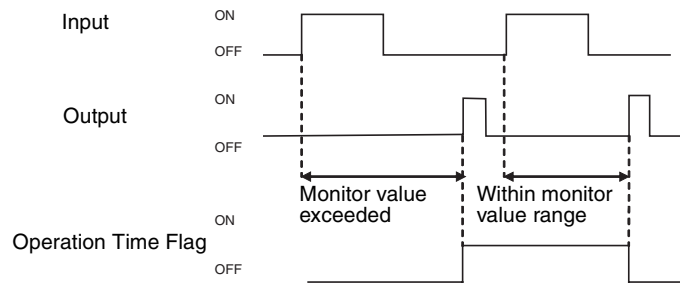 Input
ON
OFF
Output
ON
OFF
Monitor value
exceeded
Within monitor
value range
Operation Time Flag
ON
OFF